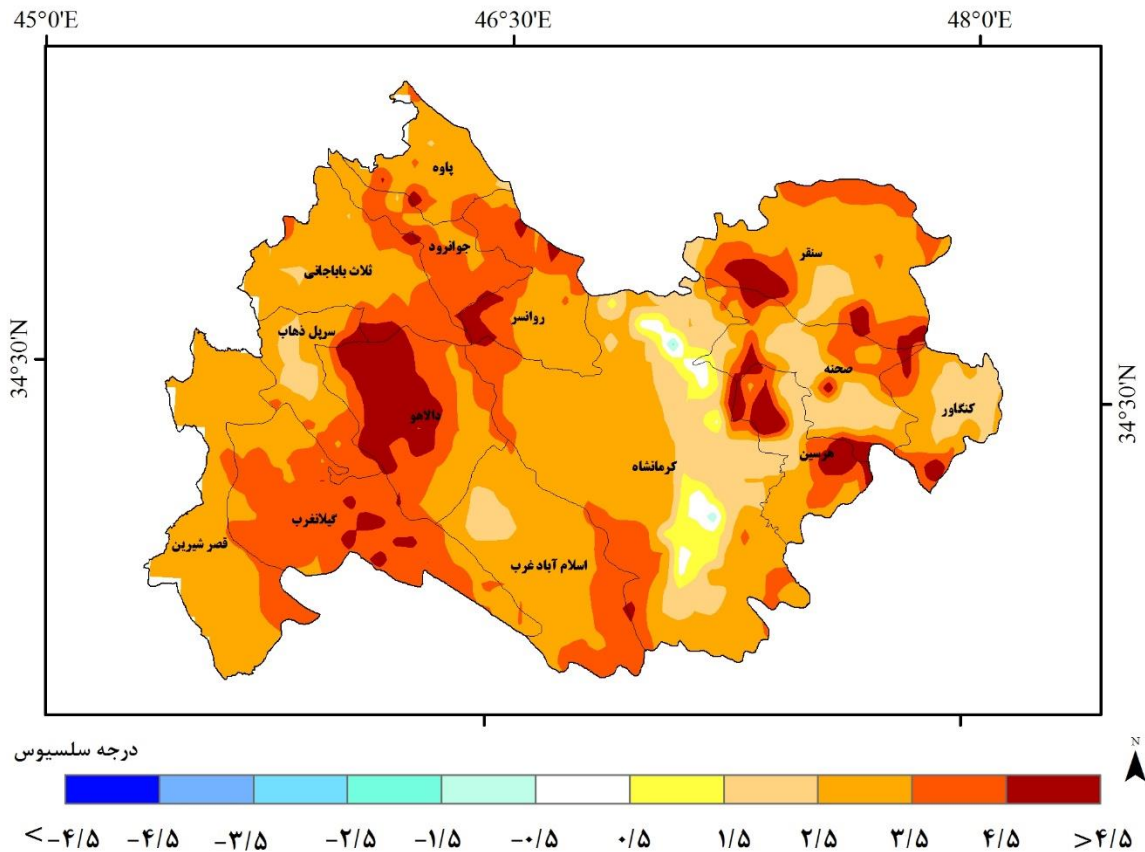 45°0'E 46°30'E 48°0'E
34°30'N
34°30'N
پاوه
جوانرود
ثلاث باباجانی
سنقر
روانسر
سرپل ذهاب
صحنه
دالاهو
کنگاور
هرسین
کرمانشاه
گیلانغرب
قصر شیرین
اسلام آباد غرب
درجه سلسیوس
N
< -۴/۵ -۴/۵ -۳/۵ -۲/۵ -۱/۵ -۰/۵ ۰/۵ ۱/۵ ۲/۵ ۳/۵ ۴/۵ >۴/۵